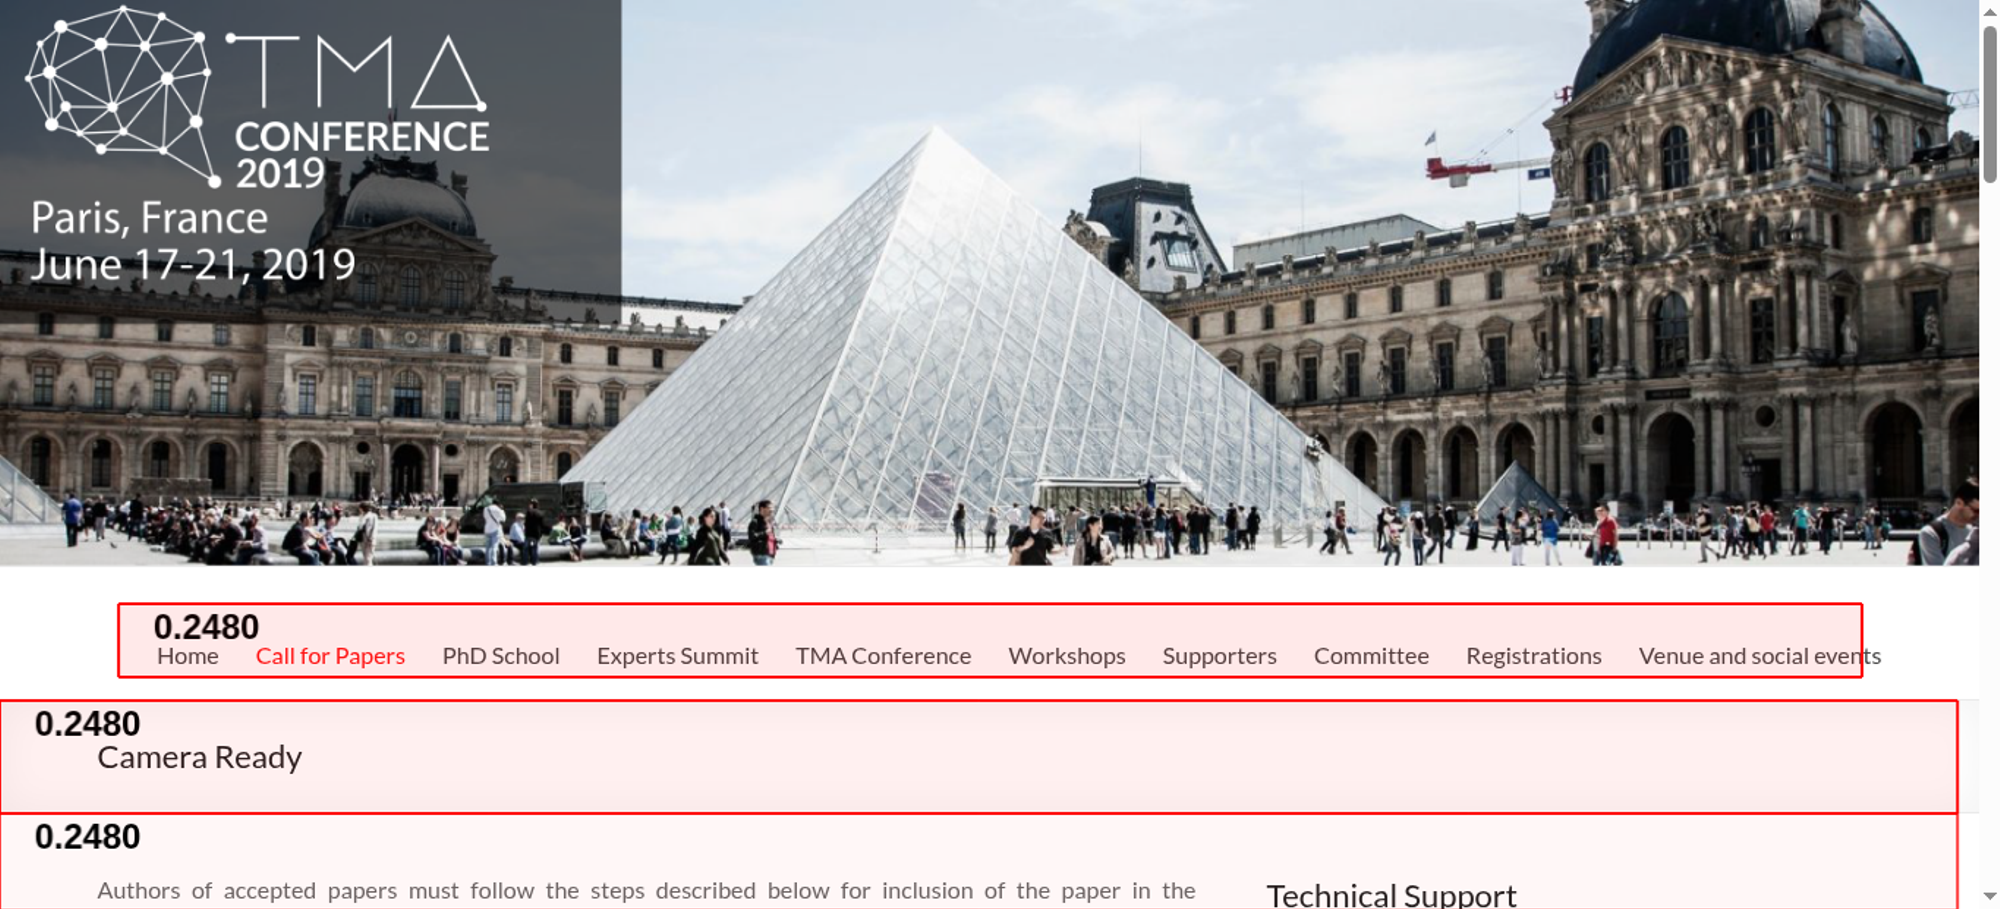 TMA
CONFERENCE
2019
Paris, France
June 17-21, 2019
0.2480
Home Call for Papers PhD School Experts Summit TMA Conference Workshops Supporters Committee Registrations Venue and social events
0.2480
Camera Ready
0.2480
Authors of accepted papers must follow the steps described below for inclusion of the paper in the
Technical Support